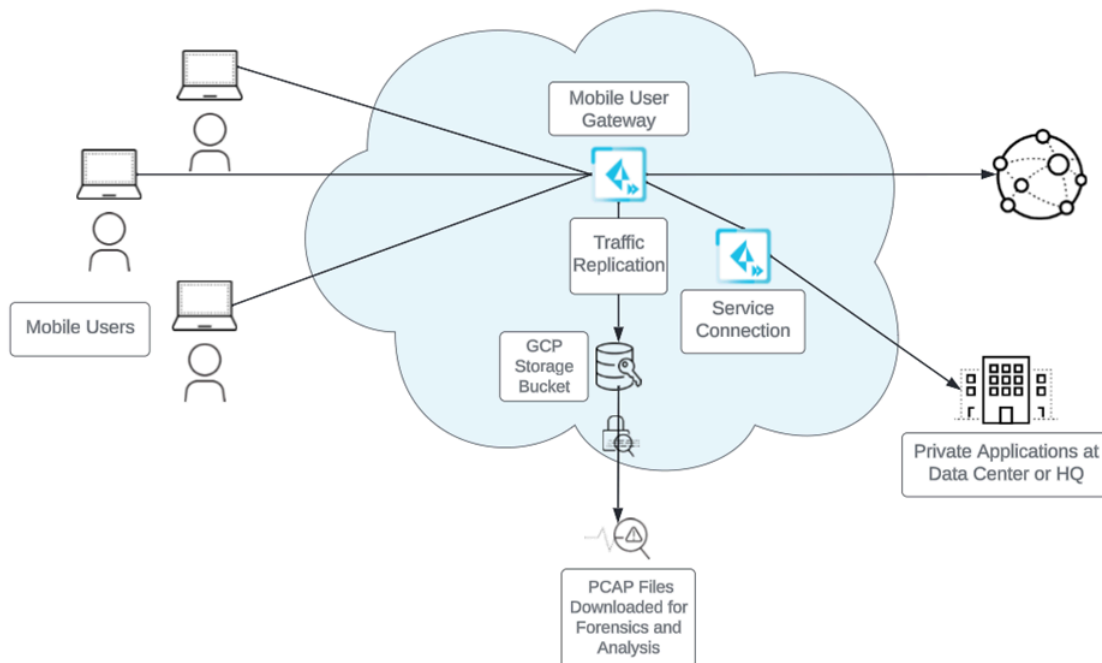 Mobile User
Gateway
Traffic
Replication
Mobile Users
Service
Connection
GCP
Storage
Bucket
Private Applications at
Data Center or HQ
PCAP Files
Downloaded for
Forensics and
Analysis